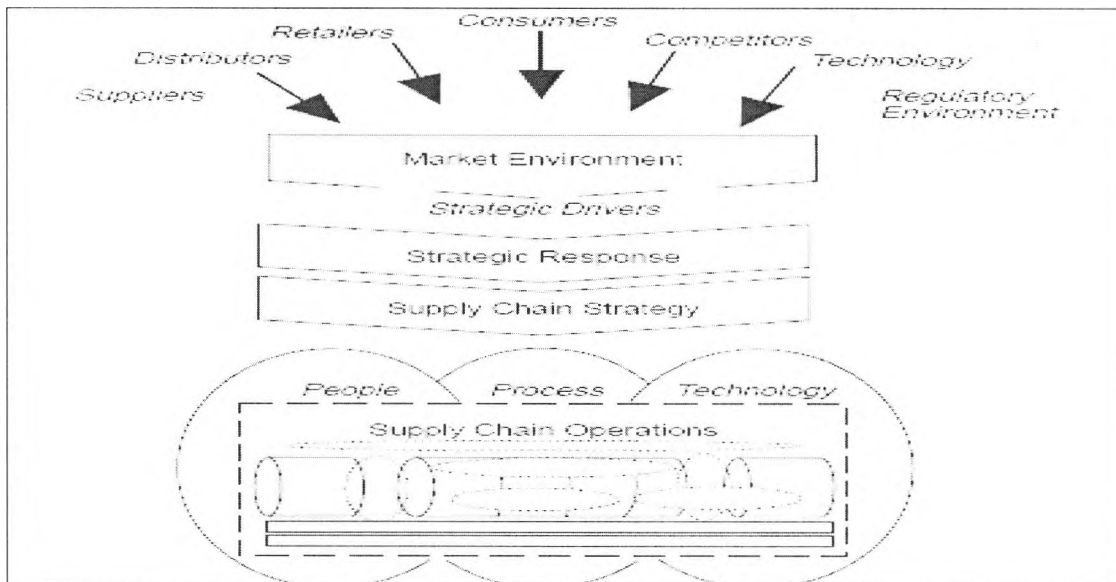 Consumers
Retailers
Competitors
Distributors
Technology
Suppliers
Regulatory
Environment
Market Environment
Strategic Drivers
Strategic Response
Supply Chain Strategy
People Process Technology
Supply Chain Operations